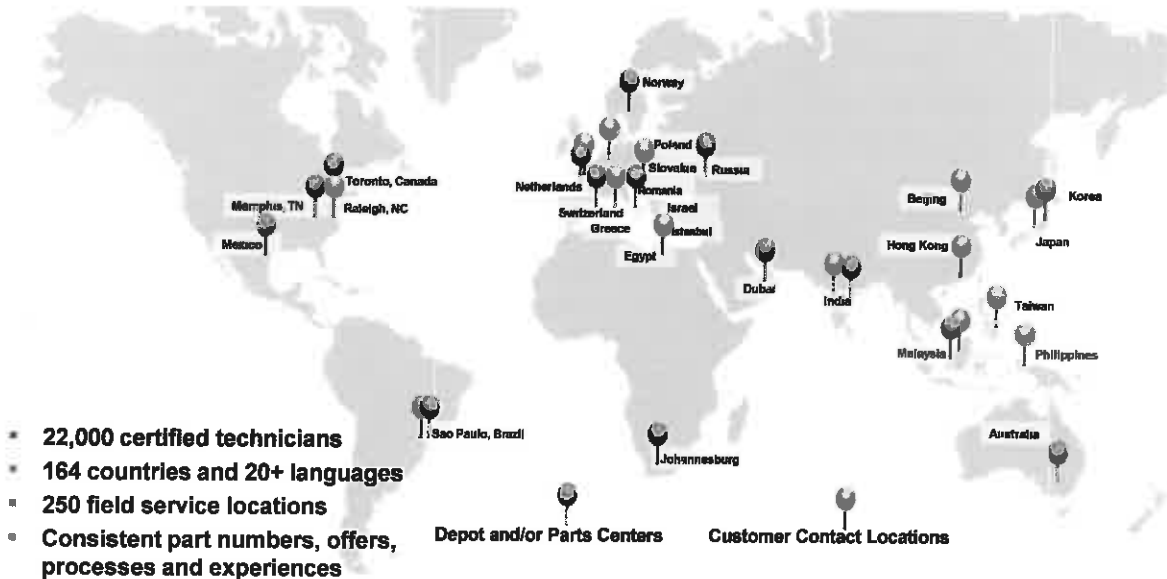 Norway
Poland
Slovakia
Russia
Netherlands
Romania
Switzerland
Israel
Greece
Istanbul
Egypt
Toronto, Canada
Memphis, TN
Raleigh, NC
Mexico
Beijing
Korea
Japan
Hong Kong
Dubai
India
Taiwan
Malaysia
Philippines
Sao Paulo, Brazil
Johannesburg
Australia
22,000 certified technicians
164 countries and 20+ languages
250 field service locations
Consistent part numbers, offers,
processes and experiences
Depot and/or Parts Centers
Customer Contact Locations